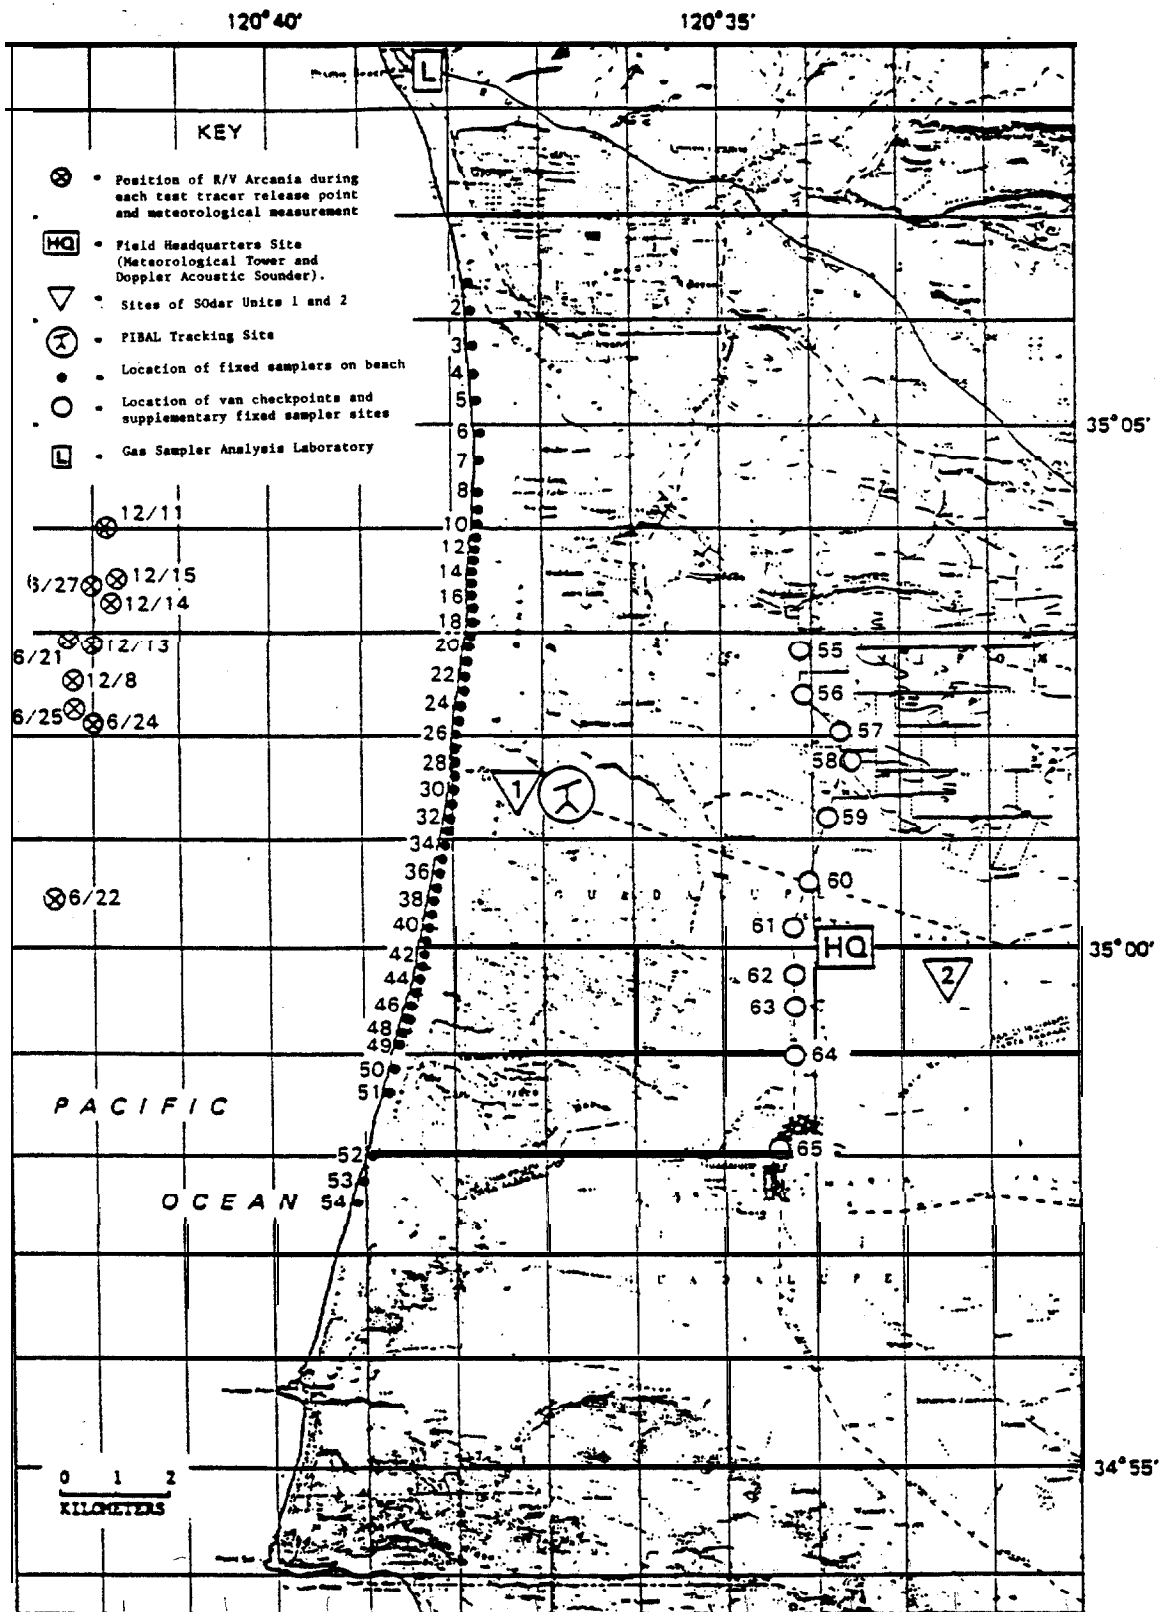 120°40'
120°35'
L
KEY
Position of R/V Arcania during
each test tracer release point
and meteorological measurement
HQ
Field Headquarters Site
(Meteorological Tower and
Doppler Acoustic Sounder).
Sites of SOdar Units 1 and 2
PIBAL Tracking Site
Location of fixed samplers on beach
Location of van checkpoints and
supplementary fixed sampler sites
L
Gas Sampler Analysis Laboratory
1
2
3
4
5
6
35°05'
7
8
10
12/11
12
14
12/15
6/27
16
12/14
18
20
12/13
6/21
55
22
12/8
56
24
6/25
6/24
26
57
28
58
30
1
32
59
34
36
60
38
6/22
GUADALUPE
40
61
42
HQ
35°00'
44
62
2
46
63
48
49
64
50
51
PACIFIC
52
65
53
OCEAN
54
34°55'
0 1 2
KILOMETERS